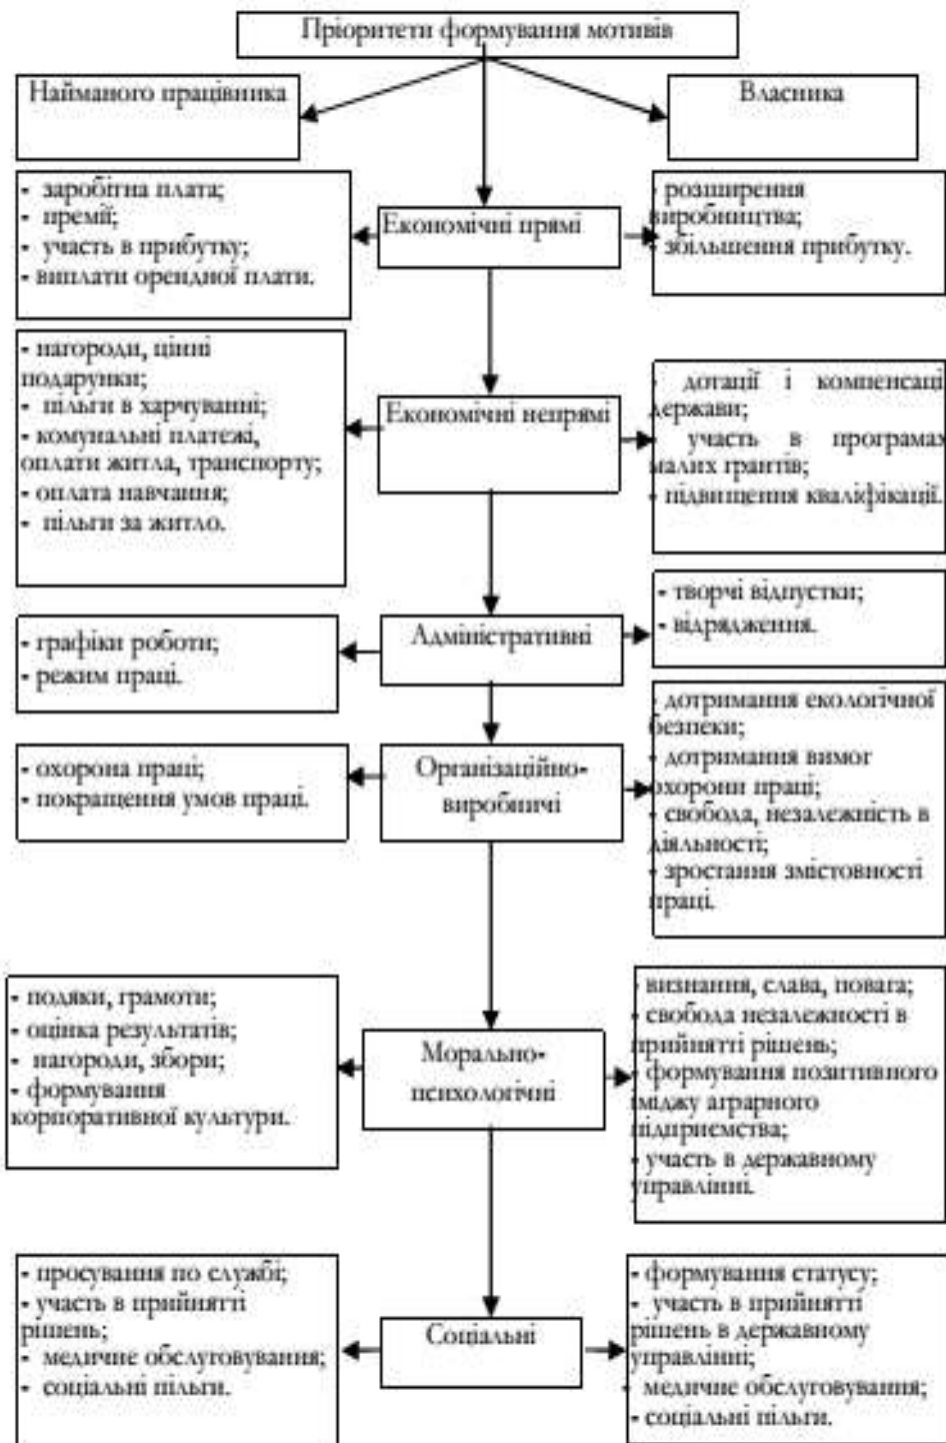 Пріоритети формування мотивів
Найманого працівника
Власника
- заробітна плата;
- премії;
- участь в прибутку;
- виплати орендної плати.
Економічні прямі
- розширення
виробництва;
- збільшення прибутку.
- нагороди, цінні
подарунки;
- пільги в харчуванні;
- комунальні платежі,
оплати житла, транспорту;
- оплата навчання;
- пільги за житло.
Економічні непрямі
- дотації і компенсації
держави;
- участь в програмах
малих грантів;
- підвищення кваліфікації.
- графіки роботи;
- режим праці.
Адміністративні
- творчі відпустки;
- відрядження.
- охорона праці;
- покращення умов праці.
Організаційно-
виробничі
- дотримання екологічної
безпеки;
- дотримання вимог
охорони праці;
- свобода, незалежність в
діяльності;
- зростання змістовності
праці.
- подяки, грамоти;
- оцінка результатів;
- нагороди, збори;
- формування
корпоративної культури.
Морально-
психологічні
- визнання, слава, повага;
- свобода незалежності в
прийнятті рішень;
- формування позитивного
іміджу аграрного
підприємства;
- участь в державному
управлінні.
- просування по службі;
- участь в прийнятті
рішень;
- медичне обслуговування;
- соціальні пільги.
Соціальні
- формування статусу;
- участь в прийнятті
рішень в державному
управлінні;
- медичне обслуговування;
- соціальні пільги.